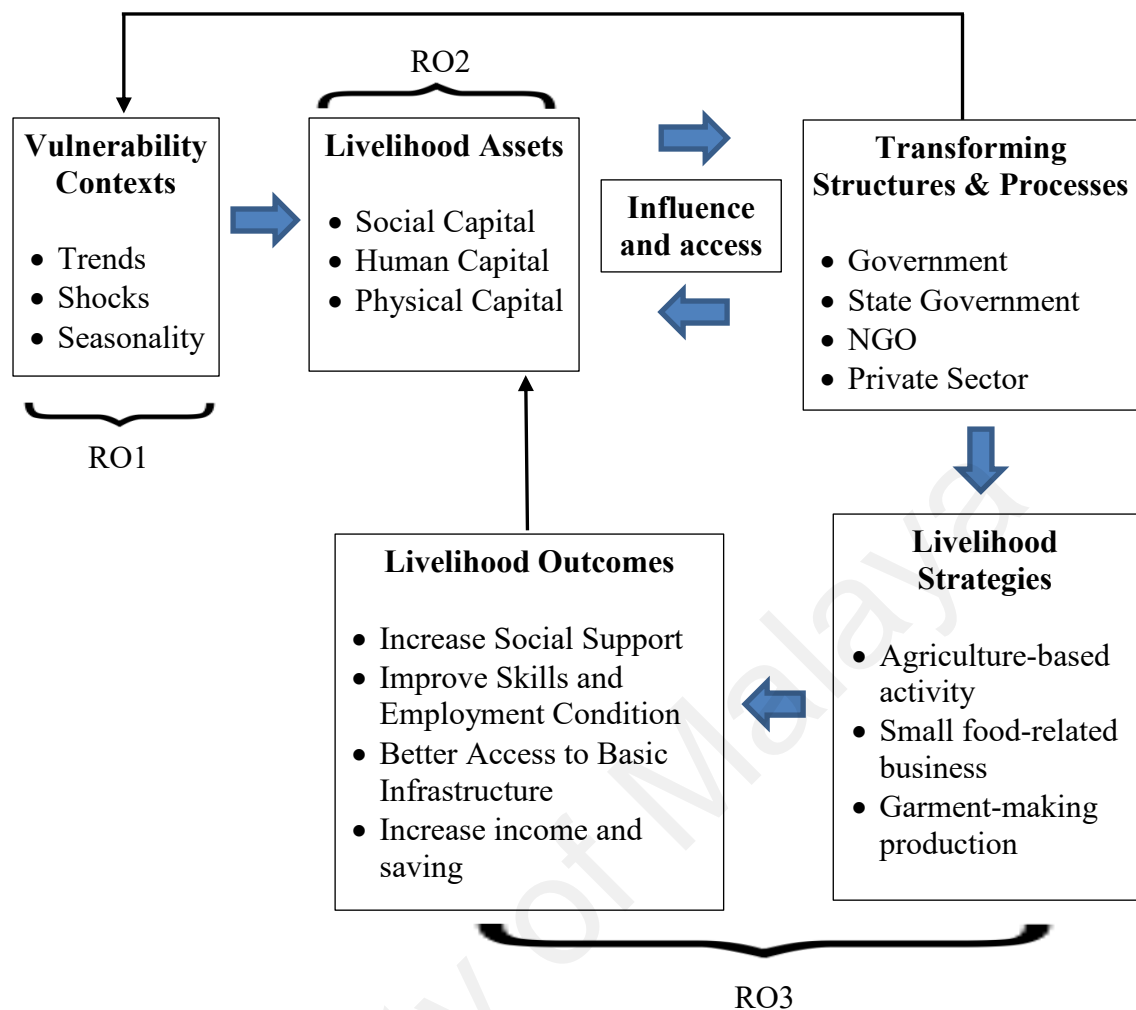 RO2
Vulnerability
Contexts
• Trends
• Shocks
• Seasonality
RO1
Livelihood Assets
• Social Capital
• Human Capital
• Physical Capital
Influence
and access
Transforming
Structures & Processes
• Government
• State Government
• NGO
• Private Sector
Livelihood Outcomes
• Increase Social Support
• Improve Skills and
Employment Condition
• Better Access to Basic
Infrastructure
• Increase income and
saving
Livelihood
Strategies
• Agriculture-based
activity
• Small food-related
business
• Garment-making
production
RO3
y of Malaya